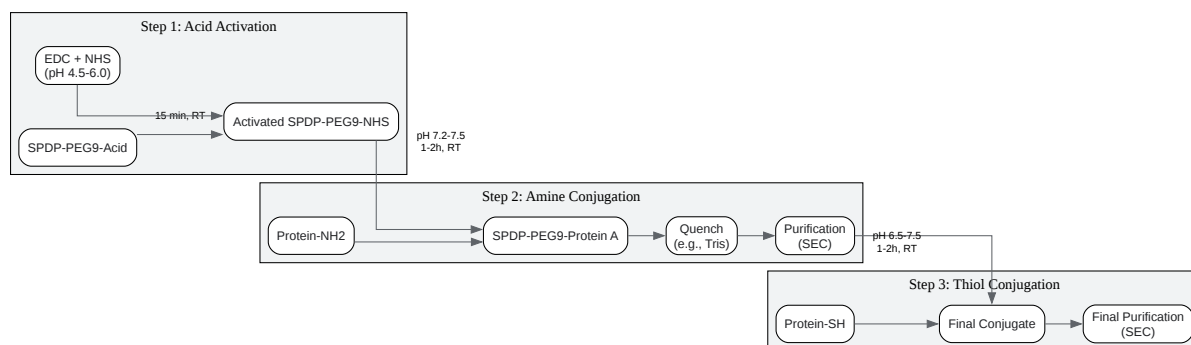 Step 1: Acid Activation
EDC + NHS
(pH 4.5-6.0)
15 min, RT
Activated SPDP-PEG9-NHS
SPDP-PEG9-Acid
pH 7.2-7.5
1-2h, RT
Step 2: Amine Conjugation
Protein-NH2
SPDP-PEG9-Protein A
Quench
(e.g., Tris)
Purification
(SEC)
pH 6.5-7.5
1-2h, RT
Step 3: Thiol Conjugation
Protein-SH
Final Conjugate
Final Purification
(SEC)